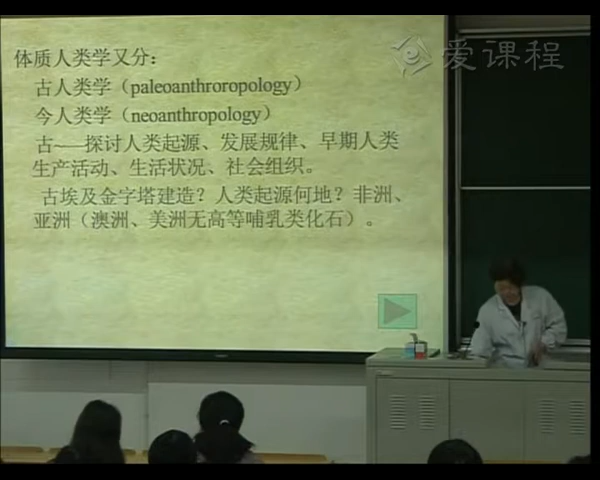 爱课程
体质人类学又分：
古人类学（paleoanthroropology）
今人类学（neoanthropology）
古──探讨人类起源、发展规律、早期人类
生产活动、生活状况、社会组织。
古埃及金字塔建造？人类起源何地？非洲、
亚洲（澳洲、美洲无高等哺乳类化石）。